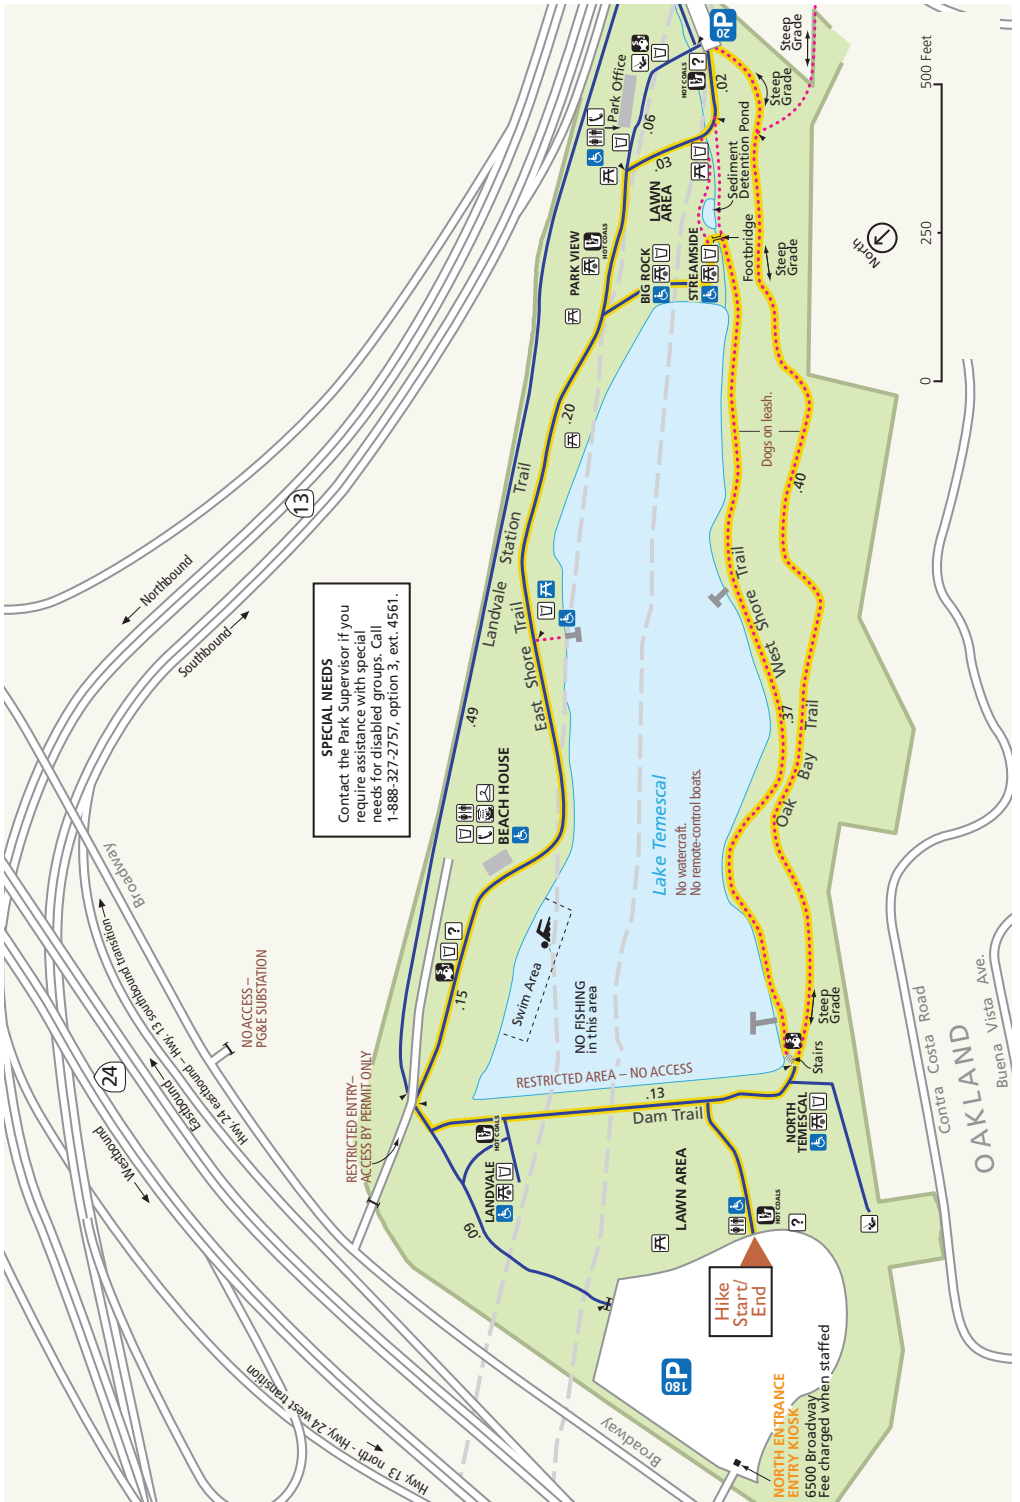 20 P
Steep
Grade
Steep
Grade
500 Feet
250
0
HOT COALS
?
.02
Park Office
.06
.03
LAWN
AREA
Sediment
Detention Pond
Footbridge
Steep
Grade
North
PARK VIEW
HOT COALS
BIG ROCK
STREAMSIDE
.20
Dogs on leash.
.40
13
Northbound
Southbound
Landvale Station Trail
East Shore Trail
West Shore Trail
.37
Oak Bay Trail
.49
SPECIAL NEEDS
Contact the Park Supervisor if you
require assistance with special
needs for disabled groups. Call
1-888-327-2757, option 3, ext. 4561.
BEACH HOUSE
Lake Temescal
No watercraft.
No remote-control boats.
Broadway
Hwy, 24 eastbound – Hwy, 13 southbound transition
NO ACCESS –
PG&E SUBSTATION
24
Eastbound
Westbound
?
.15
Swim Area
NO FISHING
in this area
Steep
Grade
Stairs
RESTRICTED AREA – NO ACCESS
.13
Dam Trail
RESTRICTED ENTRY–
ACCESS BY PERMIT ONLY
HOT COALS
LANDVALE
.09
NORTH
TEMESCAL
LAWN AREA
HOT COALS
?
Hike
Start/
End
180 P
Hwy, 13 north - Hwy, 24 west transition
Broadway
NORTH ENTRANCE
ENTRY KIOSK
6500 Broadway
Fee charged when staffed
Contra Costa Road
OAKLAND
Buena Vista Ave.